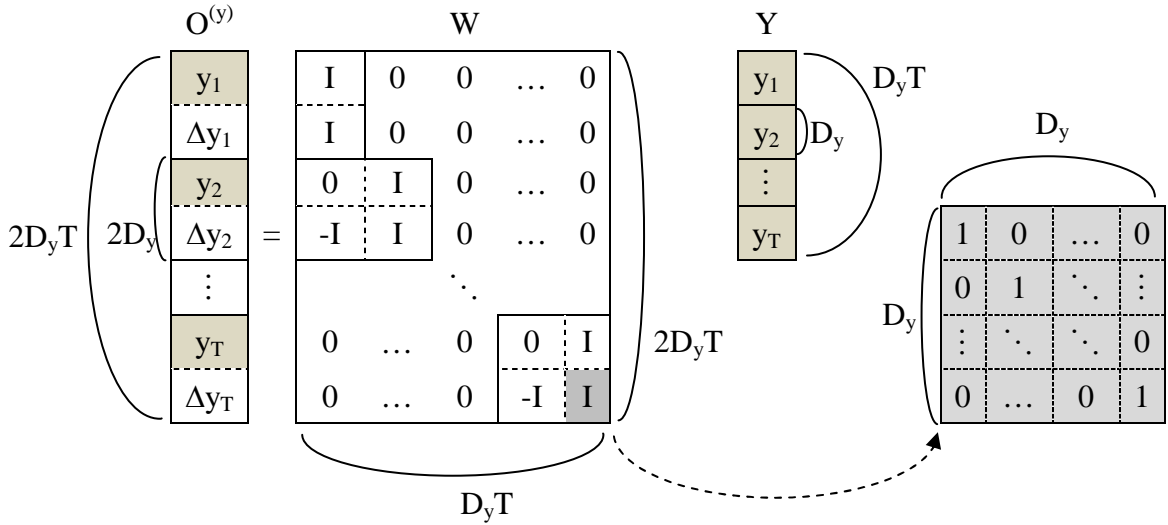 O(y) W Y
y1 I 0 0 … 0 y1 DyT
Δy1 I 0 0 … 0 y2 Dy Dy
y2 0 I 0 … 0 ⋮
2DyT 2Dy Δy2 = -I I 0 … 0 yT 1 0 … 0
⋮ ⋱ 0 1 ⋱ ⋮
yT 0 … 0 0 I 2DyT Dy ⋮ ⋱ ⋱ 0
ΔyT 0 … 0 -I I 0 … 0 1
DyT